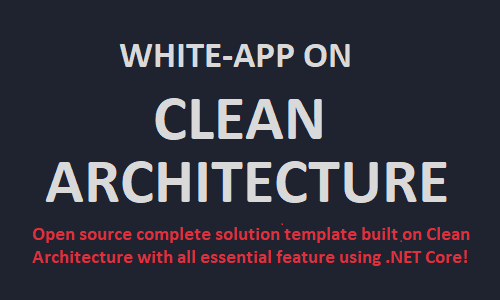 WHITE-APP ON
CLEAN
ARCHITECTURE
Open source complete solution template built on Clean
Architecture with all essential feature using .NET Core!